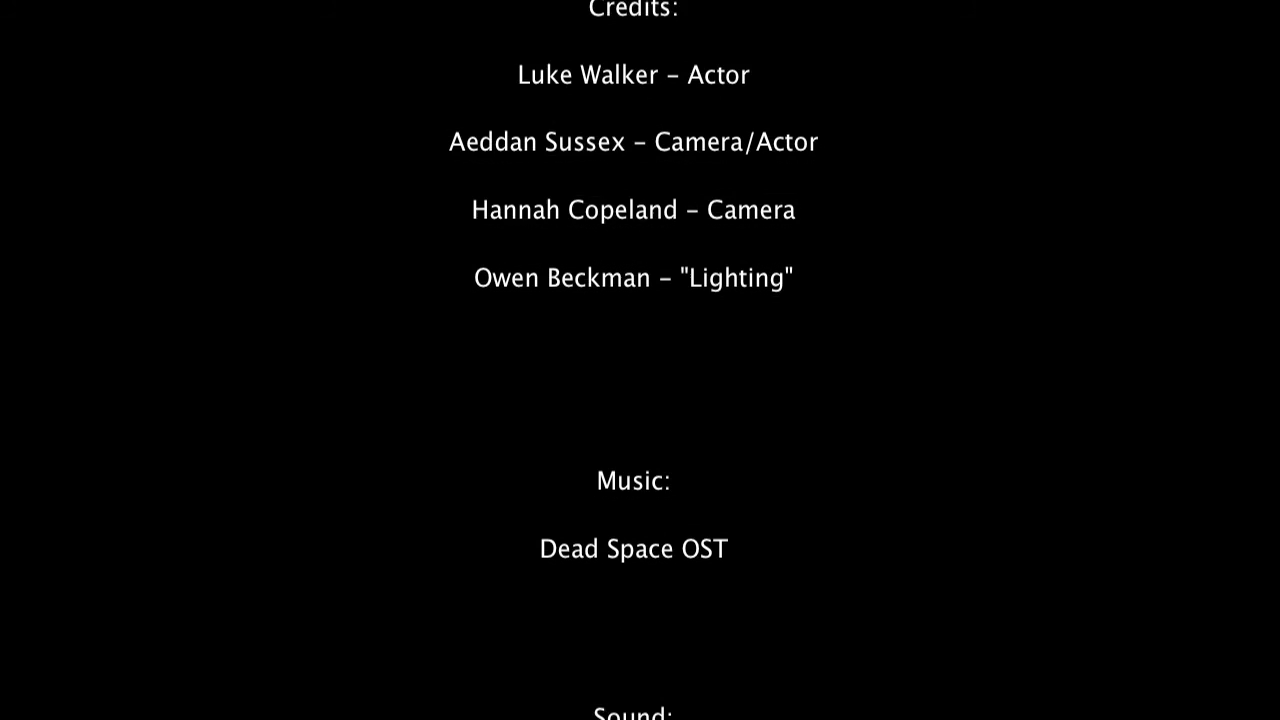 Credits:
Luke Walker - Actor
Aeddan Sussex - Camera/Actor
Hannah Copeland - Camera
Owen Beckman - "Lighting"
Music:
Dead Space OST
Sound: